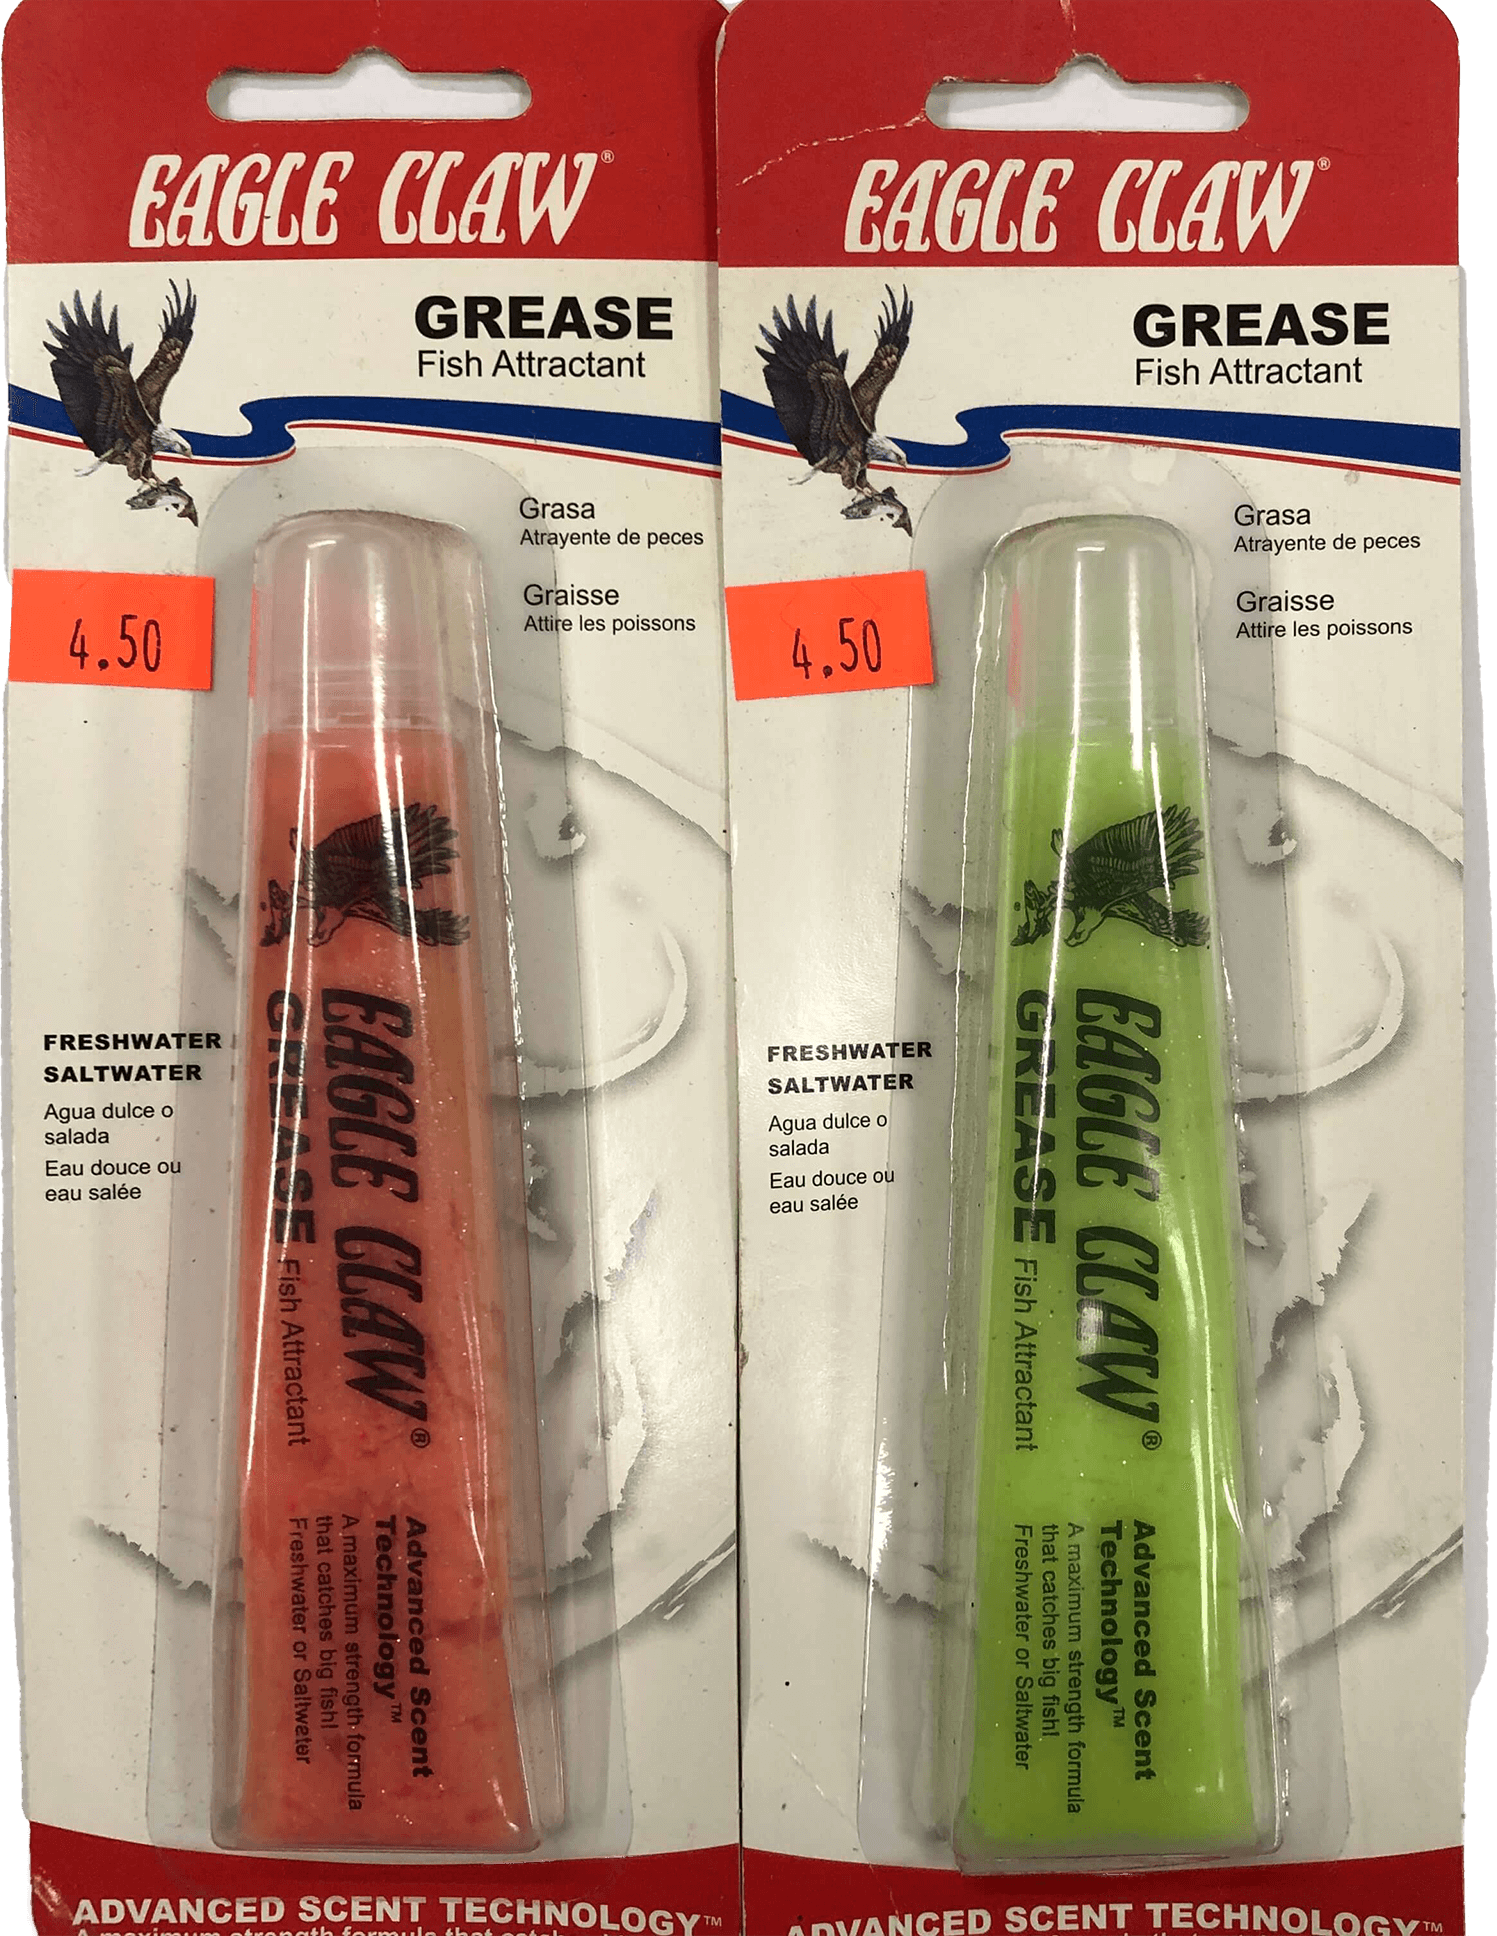 EAGLE CLAW®
GREASE
Fish Attractant
Grasa
Atrayente de peces
Graisse
Attire les poissons
4.50
FRESHWATER
SALTWATER
Agua dulce o
salada
Eau douce ou
eau salée
EAGLE CLAW®
GREASE Fish Attractant
Advanced Scent
Technology™
A maximum strength formula
that catches big fish!
Freshwater or Saltwater
ADVANCED SCENT TECHNOLOGY™
A maximum strength formula that
EAGLE CLAW®
GREASE
Fish Attractant
Grasa
Atrayente de peces
Graisse
Attire les poissons
4.50
FRESHWATER
SALTWATER
Agua dulce o
salada
Eau douce ou
eau salée
EAGLE CLAW®
GREASE Fish Attractant
Advanced Scent
Technology™
A maximum strength formula
that catches big fish!
Freshwater or Saltwater
ADVANCED SCENT TECHNOLOGY™